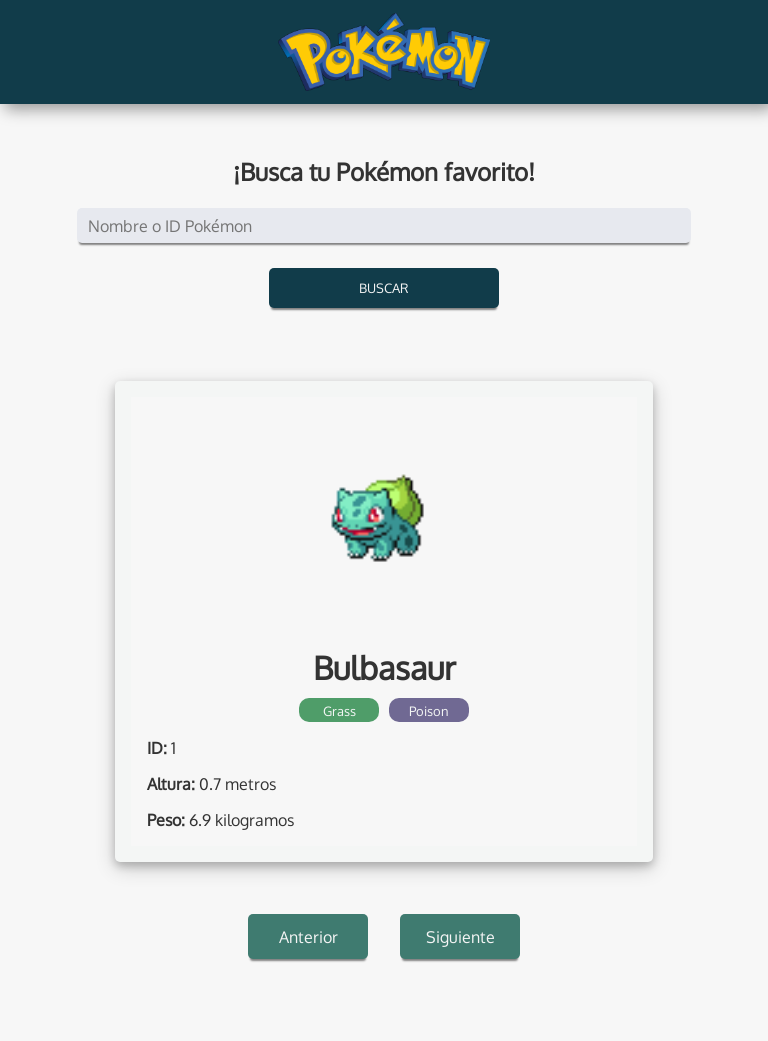 POKÉMON
¡Busca tu Pokémon favorito!
Nombre o ID Pokémon
BUSCAR
Bulbasaur
Grass Poison
ID: 1
Altura: 0.7 metros
Peso: 6.9 kilogramos
Anterior Siguiente